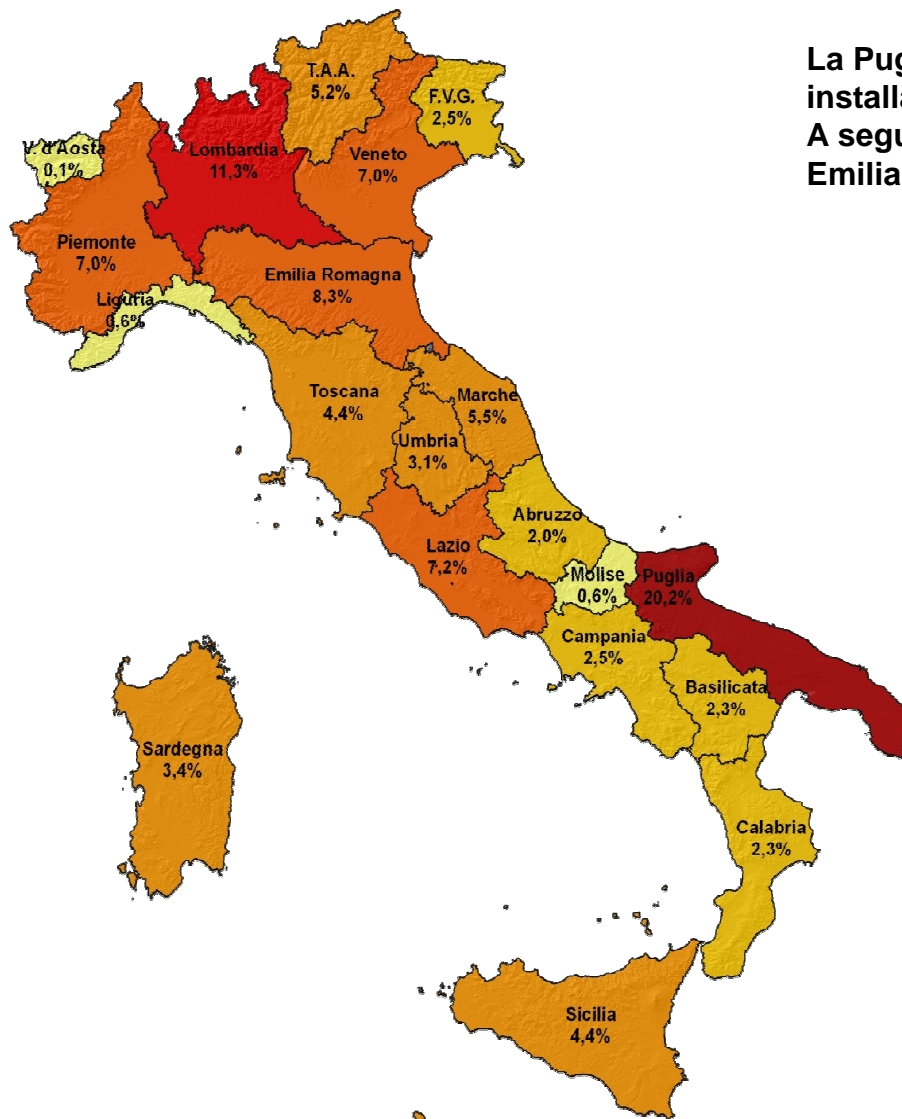 La Pug
installa
A segu
Emilia
T.A.A.
5,2%
F.V.G.
2,5%
V. d'Aosta
0,1%
Lombardia
11,3%
Veneto
7,0%
Piemonte
7,0%
Emilia Romagna
8,3%
Liguria
0,6%
Toscana
4,4%
Marche
5,5%
Umbria
3,1%
Abruzzo
2,0%
Lazio
7,2%
Molise
0,6%
Puglia
20,2%
Campania
2,5%
Basilicata
2,3%
Sardegna
3,4%
Calabria
2,3%
Sicilia
4,4%